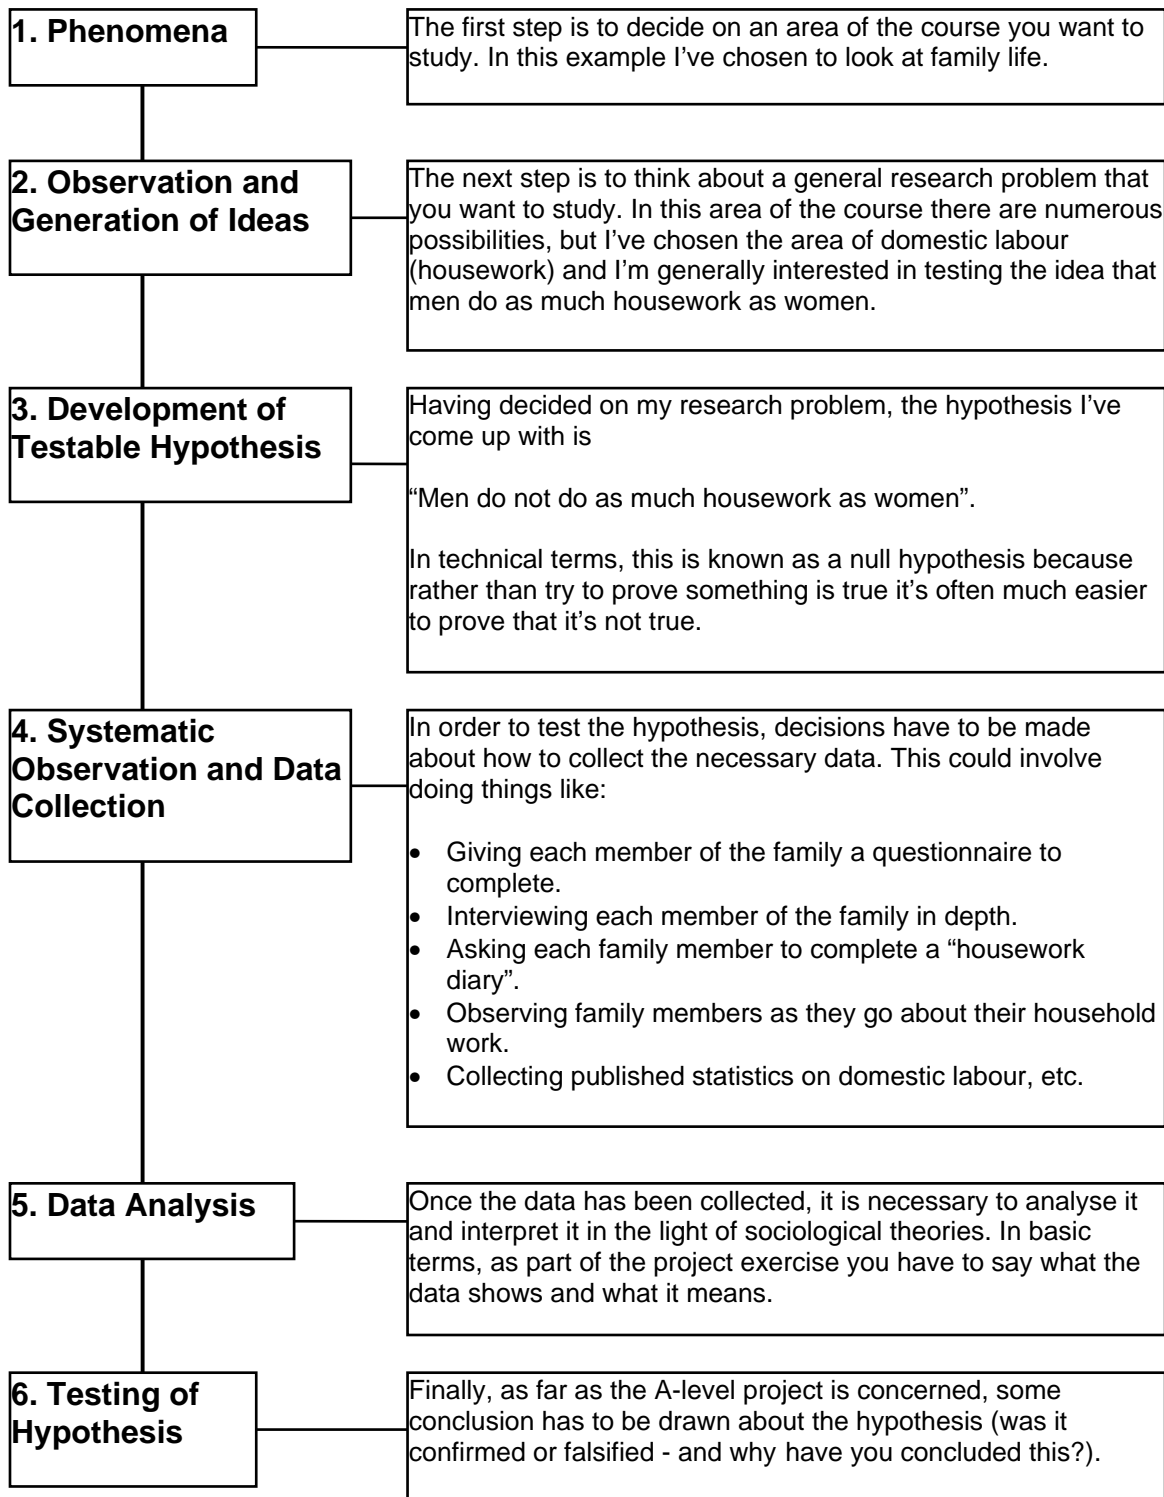 1. Phenomena
The first step is to decide on an area of the course you want to
study. In this example I've chosen to look at family life.
2. Observation and
Generation of Ideas
The next step is to think about a general research problem that
you want to study. In this area of the course there are numerous
possibilities, but I've chosen the area of domestic labour
(housework) and I'm generally interested in testing the idea that
men do as much housework as women.
3. Development of
Testable Hypothesis
Having decided on my research problem, the hypothesis I've
come up with is
“Men do not do as much housework as women”.
In technical terms, this is known as a null hypothesis because
rather than try to prove something is true it's often much easier
to prove that it's not true.
4. Systematic
Observation and Data
Collection
In order to test the hypothesis, decisions have to be made
about how to collect the necessary data. This could involve
doing things like:
• Giving each member of the family a questionnaire to
complete.
• Interviewing each member of the family in depth.
• Asking each family member to complete a “housework
diary”.
• Observing family members as they go about their household
work.
• Collecting published statistics on domestic labour, etc.
5. Data Analysis
Once the data has been collected, it is necessary to analyse it
and interpret it in the light of sociological theories. In basic
terms, as part of the project exercise you have to say what the
data shows and what it means.
6. Testing of
Hypothesis
Finally, as far as the A-level project is concerned, some
conclusion has to be drawn about the hypothesis (was it
confirmed or falsified - and why have you concluded this?).